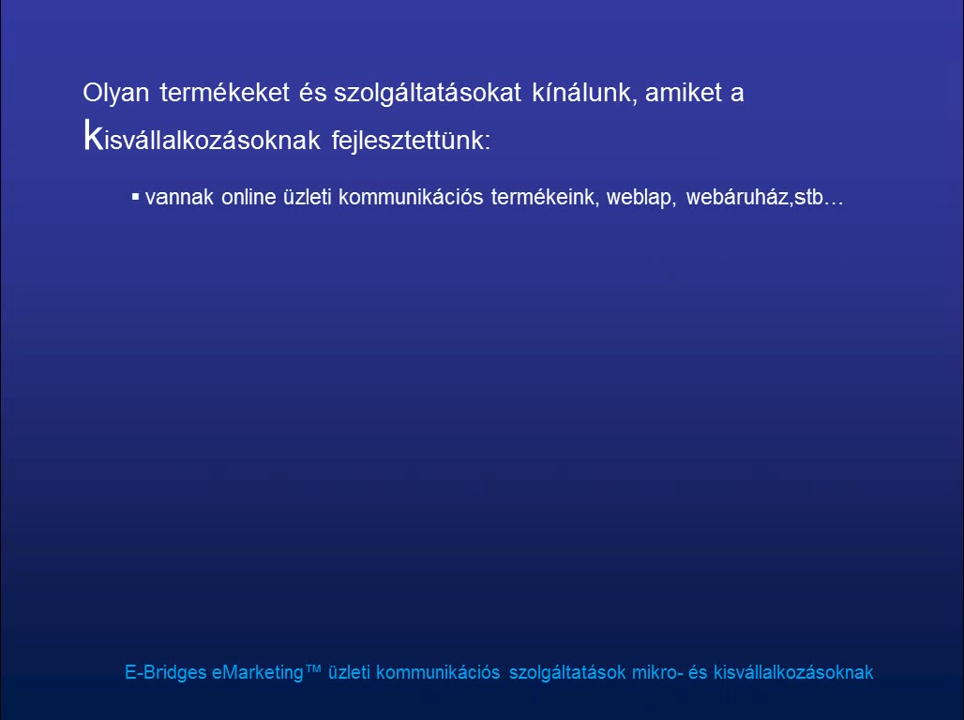 Olyan termékeket és szolgáltatásokat kínálunk, amiket a
kisvállalkozásoknak fejlesztettünk:
▪ vannak online üzleti kommunikációs termékeink, weblap, webáruház,stb…
E-Bridges eMarketing™ üzleti kommunikációs szolgáltatások mikro- és kisvállalkozásoknak